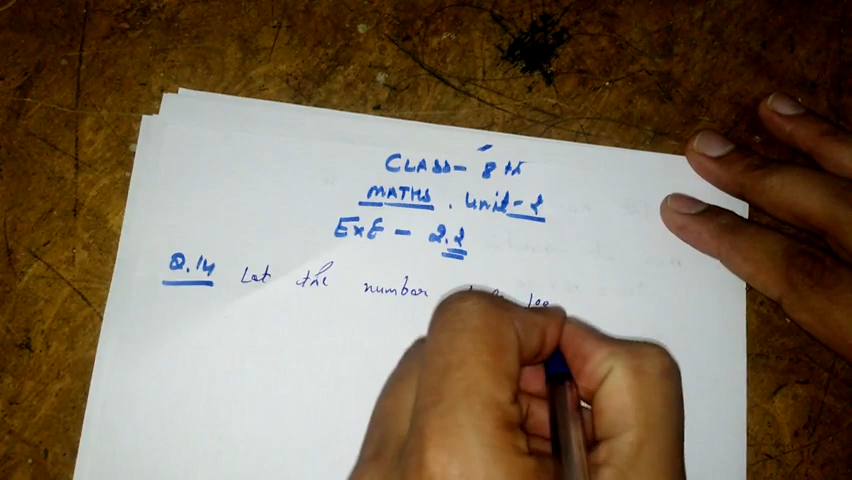 CLASS- 8th
MATHS. Unit-2
ExE - 2.2
Q.14 Let the number